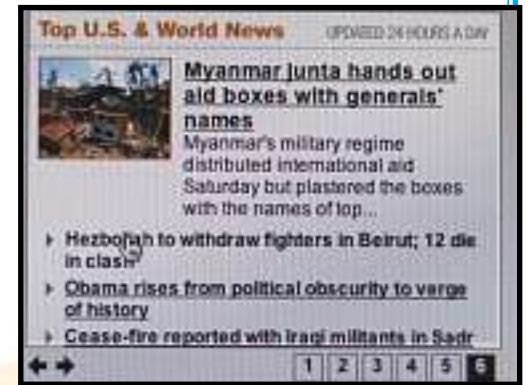 Top U.S. & World News UPDATED 24 HOURS A DAY
Myanmar junta hands out
aid boxes with generals'
names
Myanmar's military regime
distributed international aid
Saturday but plastered the boxes
with the names of top...
Hezbollah to withdraw fighters in Beirut; 12 die
in clash
Obama rises from political obscurity to verge
of history
Cease-fire reported with Iraqi militants in Sadr
1 2 3 4 5 6